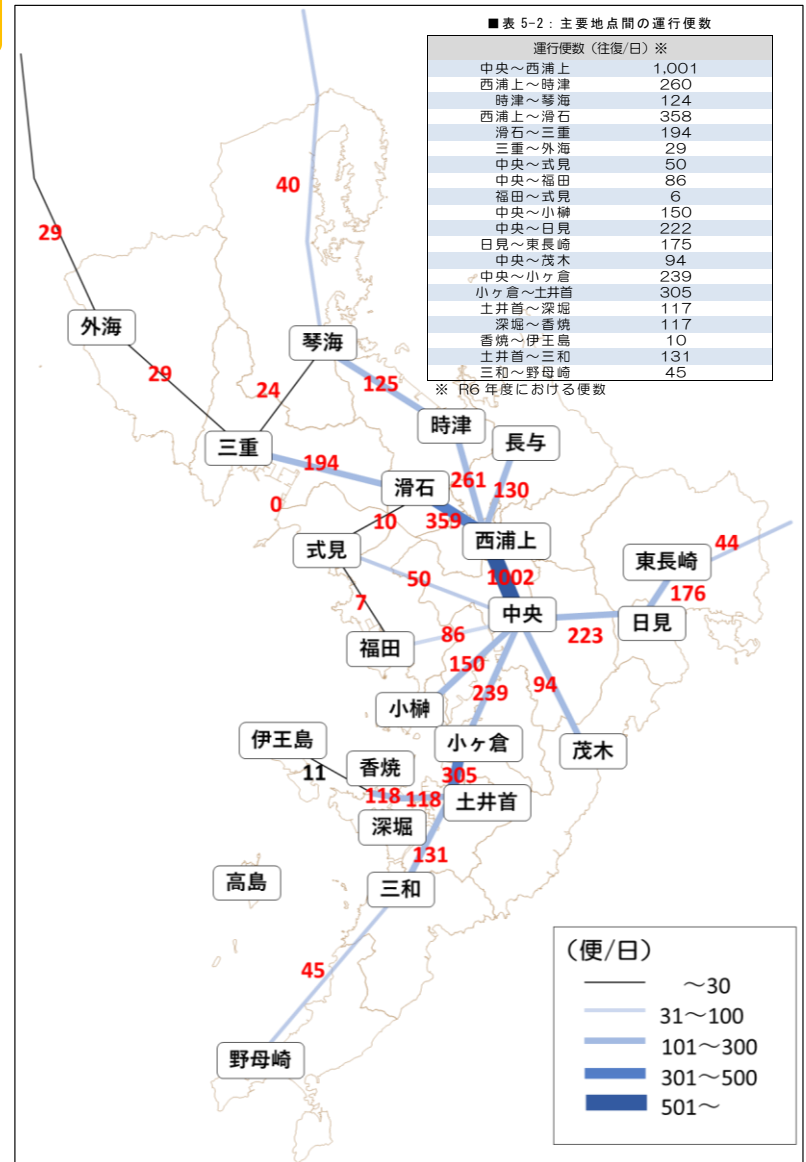 ■表 5-2：主要地点間の運行便数
運行便数（往復/日）※
中央～西浦上 1,001
西浦上～時津 260
時津～琴海 124
西浦上～滑石 358
滑石～三重 194
三重～外海 29
中央～式見 50
中央～福田 86
福田～式見 6
中央～小榊 150
中央～日見 222
日見～東長崎 175
中央～茂木 94
中央～小ヶ倉 239
小ヶ倉～土井首 305
土井首～深堀 117
深堀～香焼 117
香焼～伊王島 10
土井首～三和 131
三和～野母崎 45
※ R6 年度における便数
40
29
外海
琴海
29
24
125
時津
長与
三重
194
滑石
261
130
0
10
359
式見
西浦上
44
東長崎
50
1002
176
7
中央
日見
福田
86
223
150
239
94
小榊
伊王島
小ヶ倉
茂木
11
香焼
305
118
118
土井首
深堀
131
高島
三和
45
野母崎
（便/日）
～30
31～100
101～300
301～500
501～